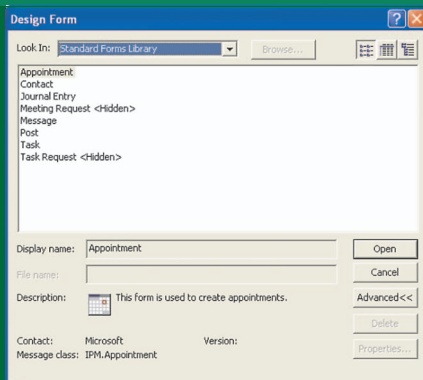 Design Form
Look In: Standard Forms Library Browse...
Appointment
Contact
Journal Entry
Meeting Request <Hidden>
Message
Post
Task
Task Request <Hidden>
Display name: Appointment Open
File name: Cancel
Description: This form is used to create appointments. Advanced<<
Delete
Contact: Microsoft Version:
Message class: IPM.Appointment Properties...